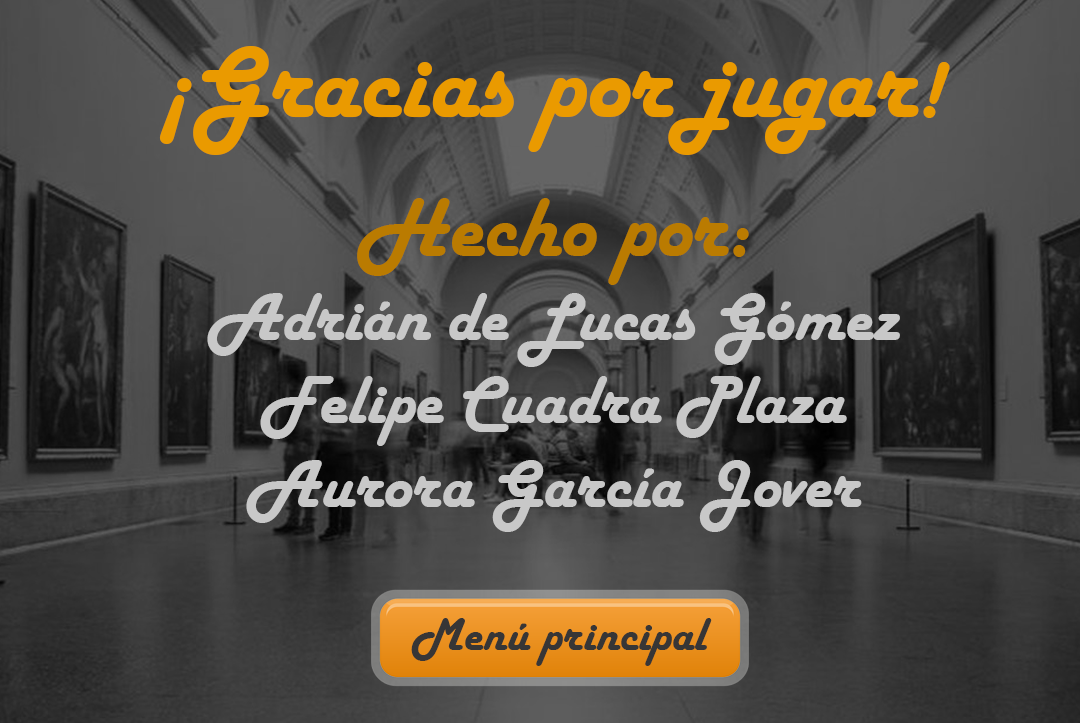 ¡Gracias por jugar!
Hecho por:
Adrián de Lucas Gómez
Felipe Cuadra Plaza
Aurora García Jover
Menú principal